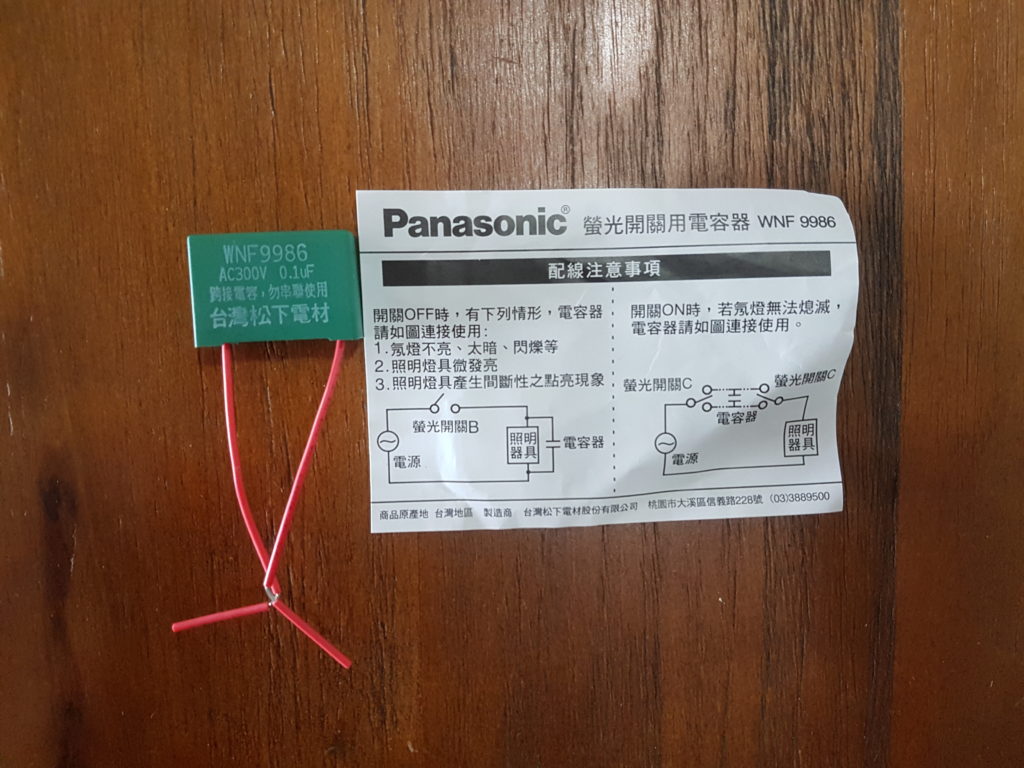 WNF9986
AC300V 0.1uF
跨接電容，勿串聯使用
台灣松下電材
Panasonic® 螢光開關用電容器 WNF 9986
配線注意事項
開關OFF時，有下列情形，電容器
請如圖連接使用:
1. 氖燈不亮、太暗、閃爍等
2. 照明燈具微發亮
3. 照明燈具產生間斷性之點亮現象
螢光開關B
電源
照明
器具
電容器
開關ON時，若氖燈無法熄滅，
電容器請如圖連接使用。
螢光開關C
螢光開關C
電容器
電源
照明
器具
商品原產地 台灣地區 製造商 台灣松下電材股份有限公司 桃園市大溪區信義路228號 (03)3889500